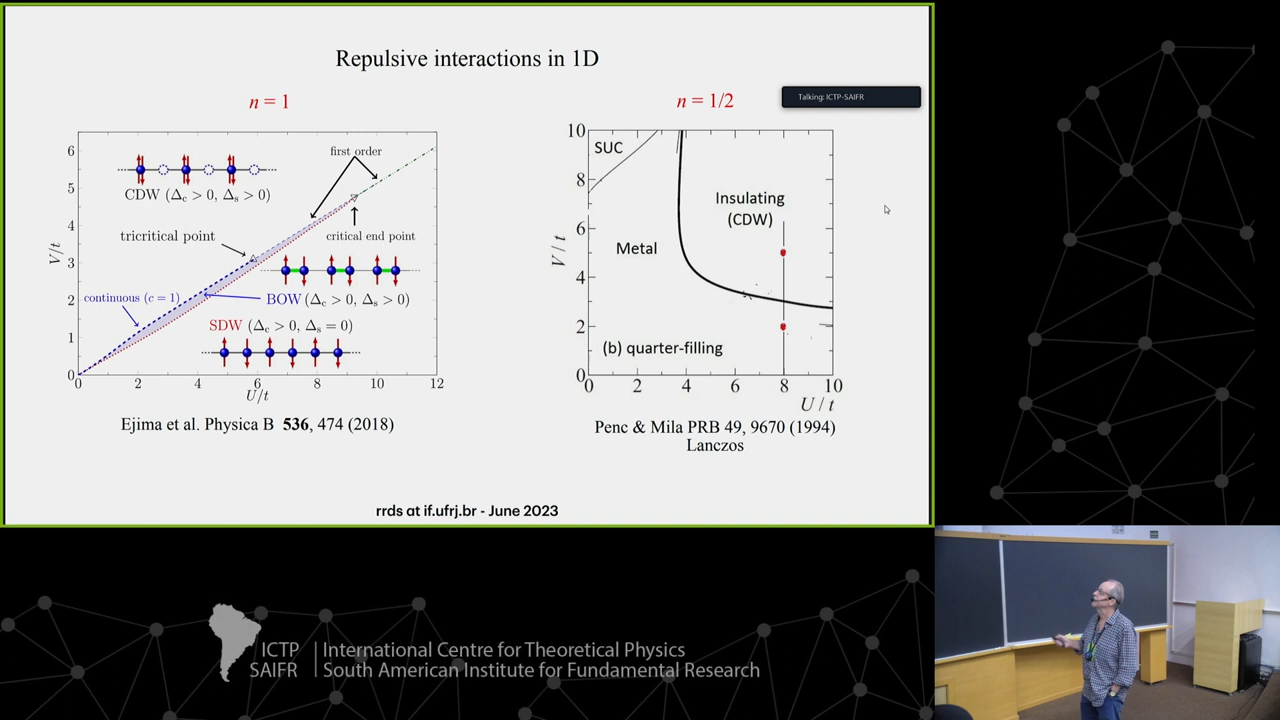 Repulsive interactions in 1D
n = 1
6
5
4
3
2
1
0
V/t
0 2 4 6 8 10 12
U/t
CDW (Δc > 0, Δs > 0)
first order
tricritical point
critical end point
continuous (c = 1)
BOW (Δc > 0, Δs > 0)
SDW (Δc > 0, Δs = 0)
Ejima et al. Physica B 536, 474 (2018)
n = 1/2
Talking: ICTP-SAIFR
10
8
6
4
2
0
V / t
SUC
Insulating
(CDW)
Metal
(b) quarter-filling
0 2 4 6 8 10
U / t
Penc & Mila PRB 49, 9670 (1994)
Lanczos
rrds at if.ufrj.br - June 2023
ICTP
SAIFR
International Centre for Theoretical Physics
South American Institute for Fundamental Research